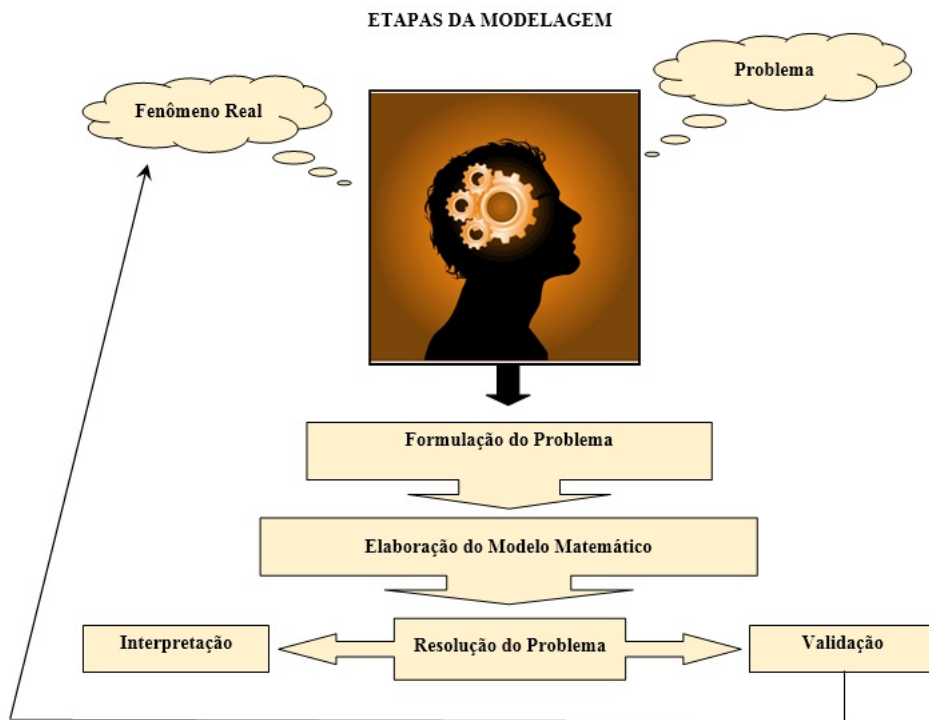 ETAPAS DA MODELAGEM
Fenômeno Real
Problema
Formulação do Problema
Elaboração do Modelo Matemático
Interpretação
Resolução do Problema
Validação